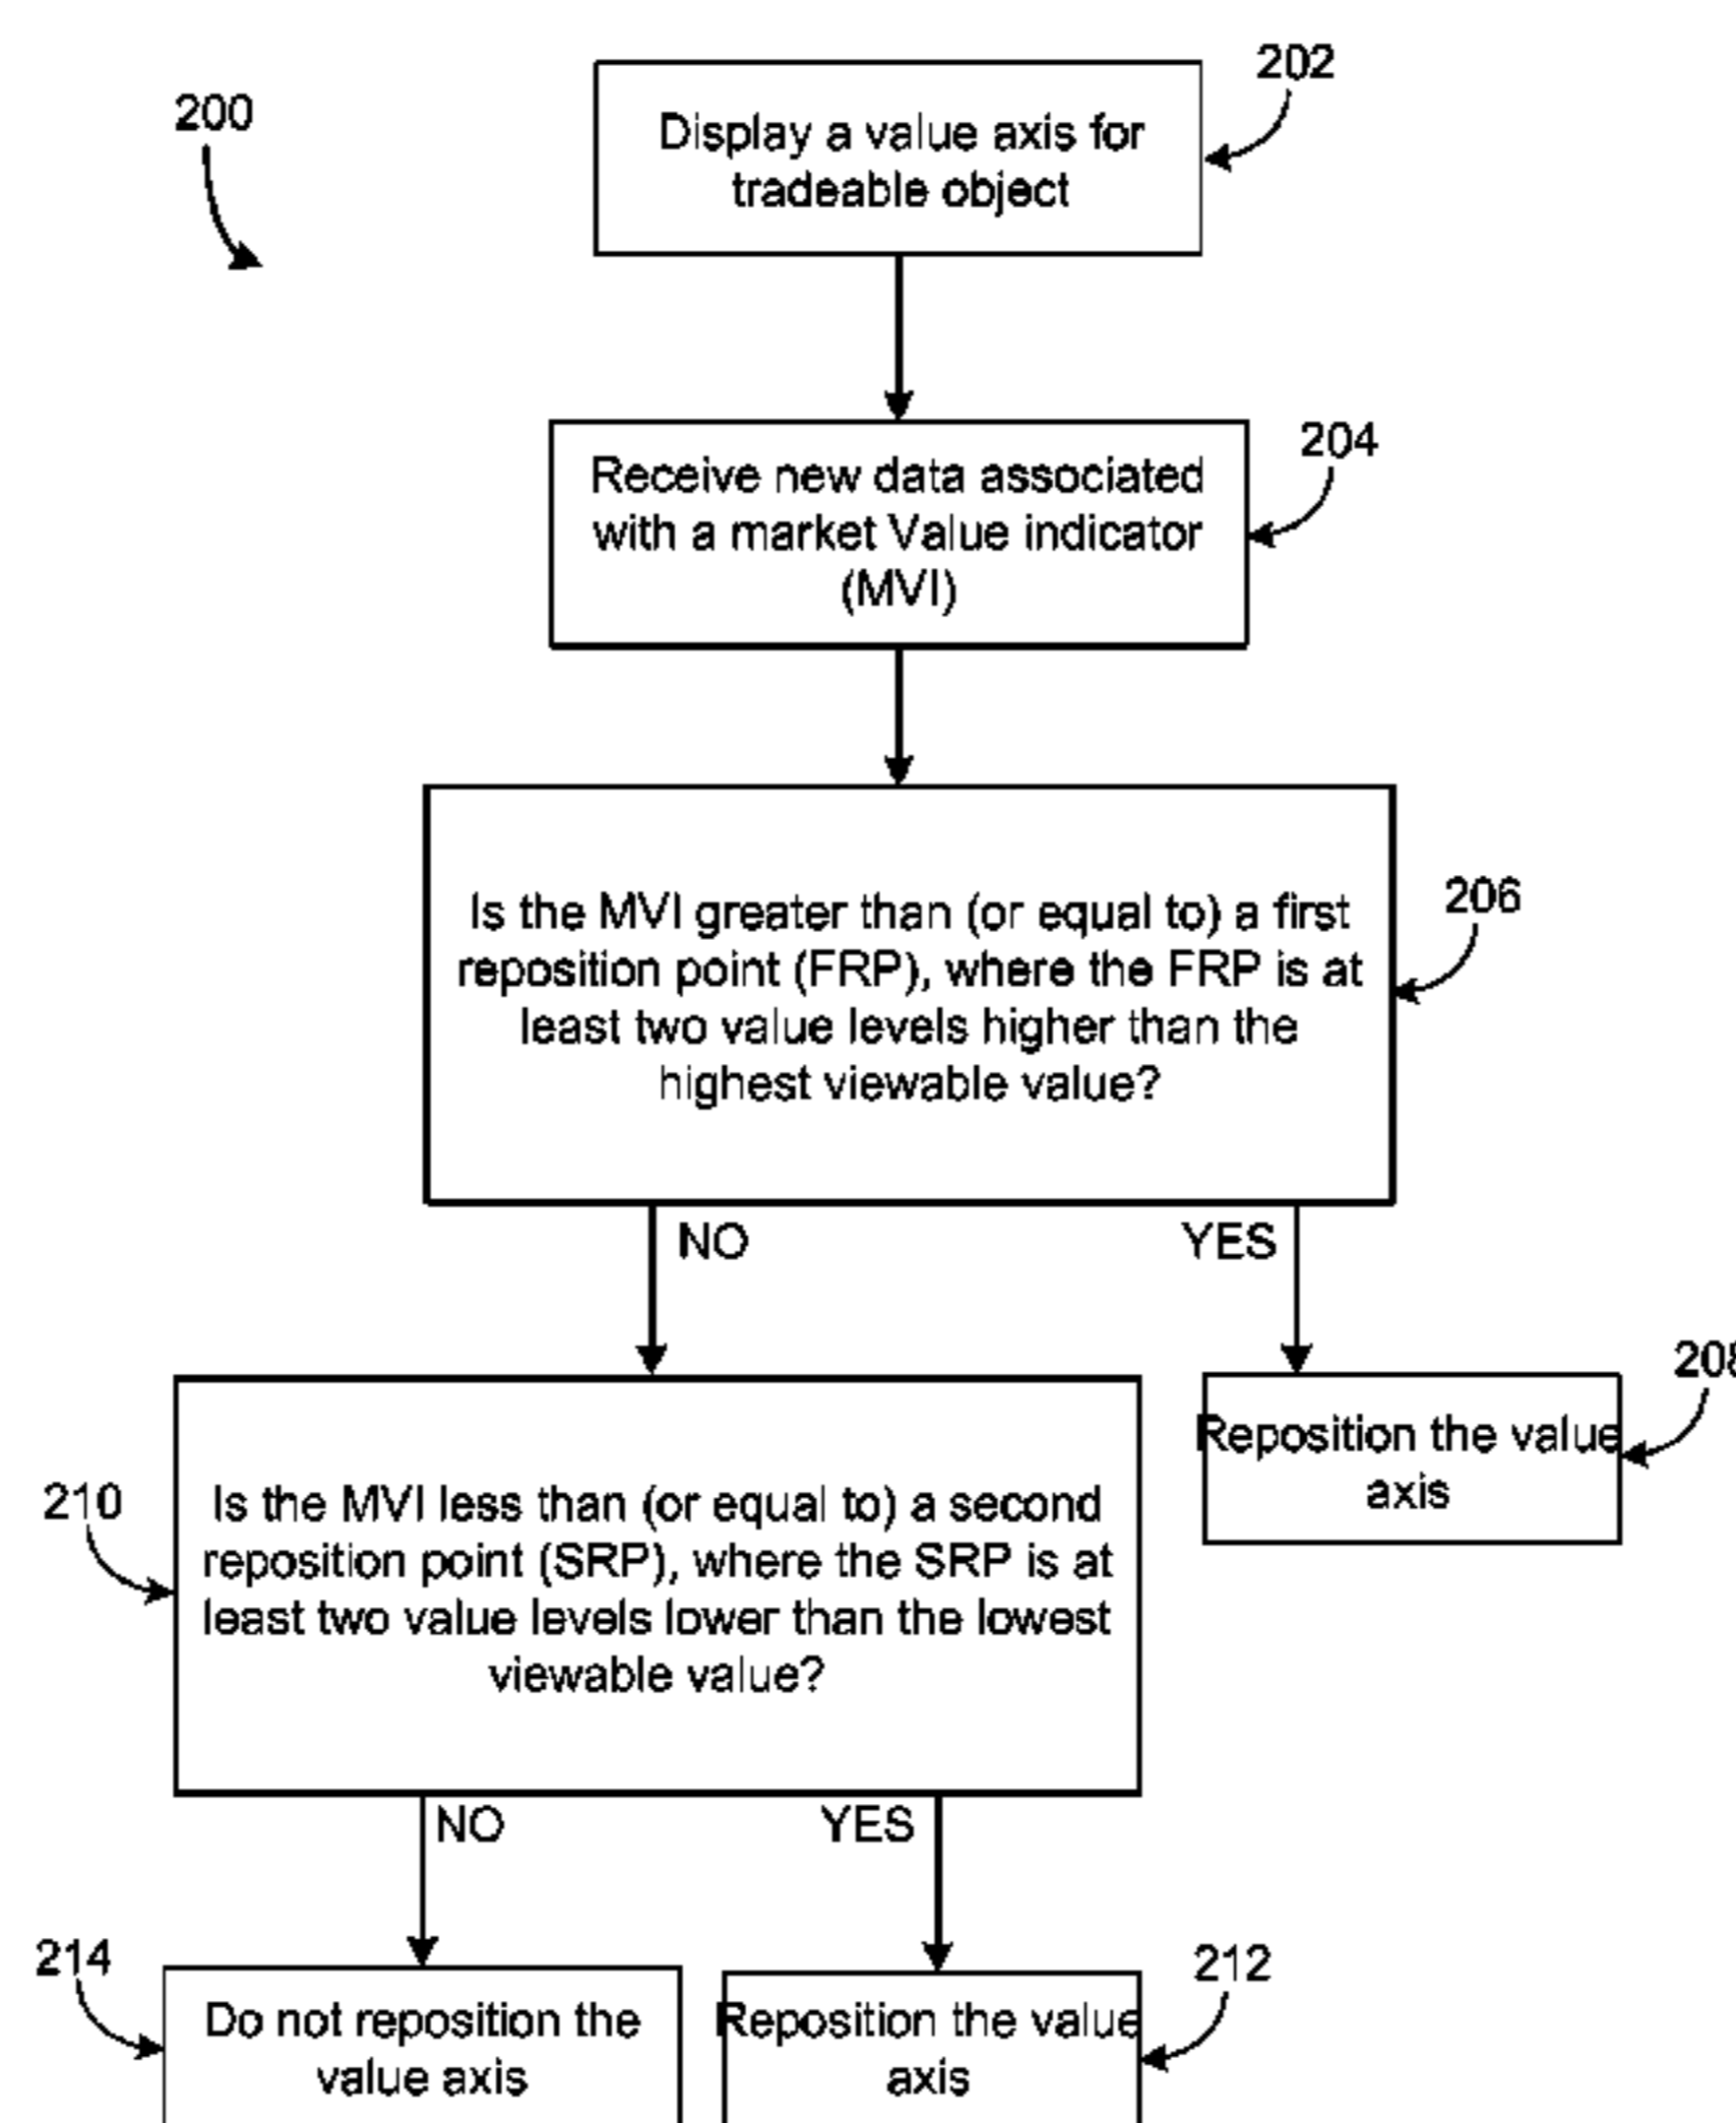 202
200
Display a value axis for
tradeable object
204
Receive new data associated
with a market Value indicator
(MVI)
206
Is the MVI greater than (or equal to) a first
reposition point (FRP), where the FRP is at
least two value levels higher than the
highest viewable value?
NO
YES
208
Reposition the value
axis
210
Is the MVI less than (or equal to) a second
reposition point (SRP), where the SRP is at
least two value levels lower than the lowest
viewable value?
NO
YES
214
212
Do not reposition the
value axis
Reposition the value
axis